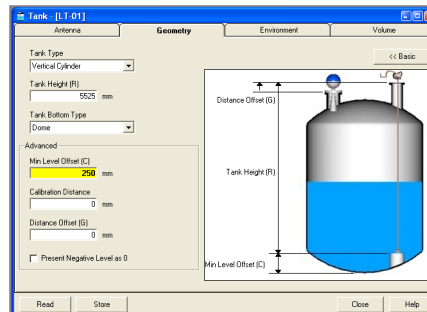 Tank - [LT-01]
Antenna
Geometry
Environment
Volume
<< Basic
Tank Type
Vertical Cylinder
Tank Height (R)
5525 mm
Tank Bottom Type
Dome
Advanced
Min Level Offset (C)
250 mm
Calibration Distance
0 mm
Distance Offset (G)
0 mm
Present Negative Level as 0
Distance Offset (G)
Tank Height (R)
Min Level Offset (C)
Read
Store
Close
Help